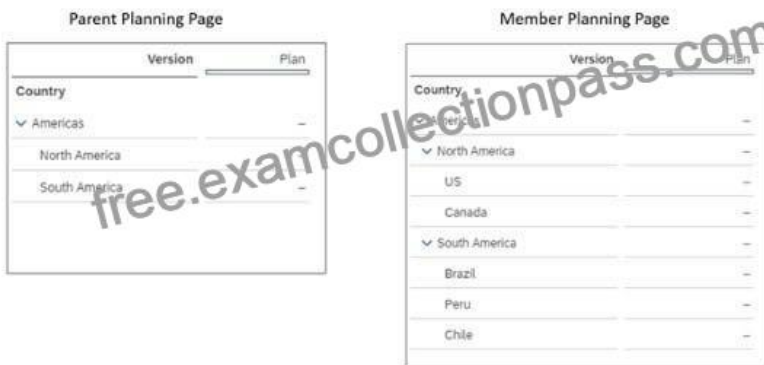 Parent Planning Page
Version Plan
Country
Americas –
North America
South America –
Member Planning Page
Version Plan
Country
Americas –
North America –
US –
Canada –
South America –
Brazil –
Peru –
Chile –
free.examcollectionpass.com